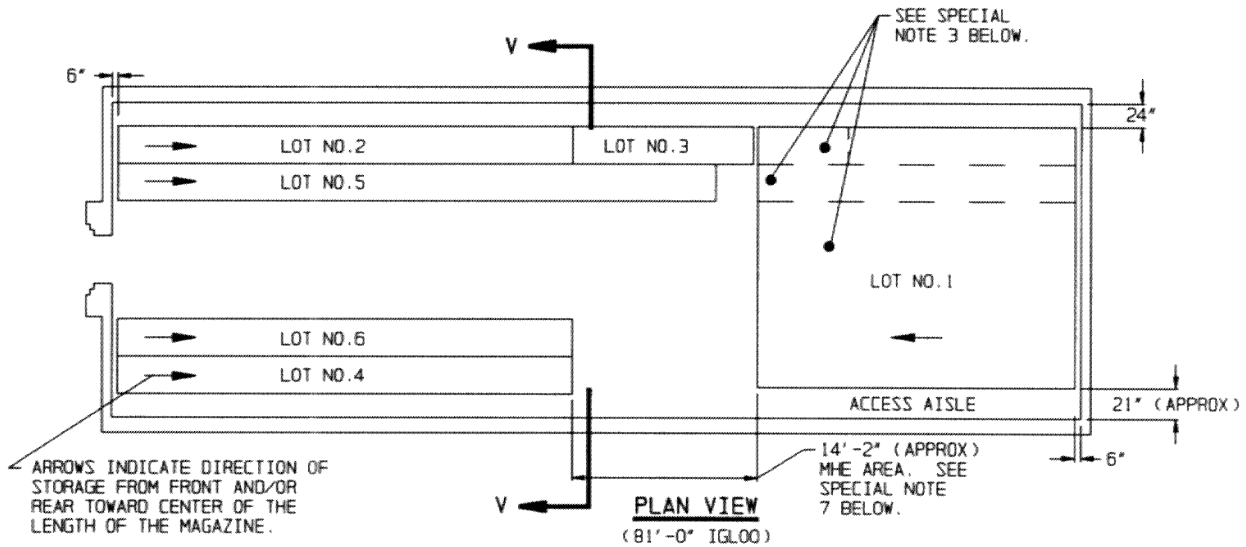 SEE SPECIAL
NOTE 3 BELOW.
V
6"
24"
LOT NO.2
LOT NO.3
LOT NO.5
LOT NO.1
LOT NO.6
LOT NO.4
ACCESS AISLE
21" (APPROX)
6"
ARROWS INDICATE DIRECTION OF
STORAGE FROM FRONT AND/OR
REAR TOWARD CENTER OF THE
LENGTH OF THE MAGAZINE.
14'-2" (APPROX)
MHE AREA. SEE
SPECIAL NOTE
7 BELOW.
V
PLAN VIEW
(81'-0" IGLOO)